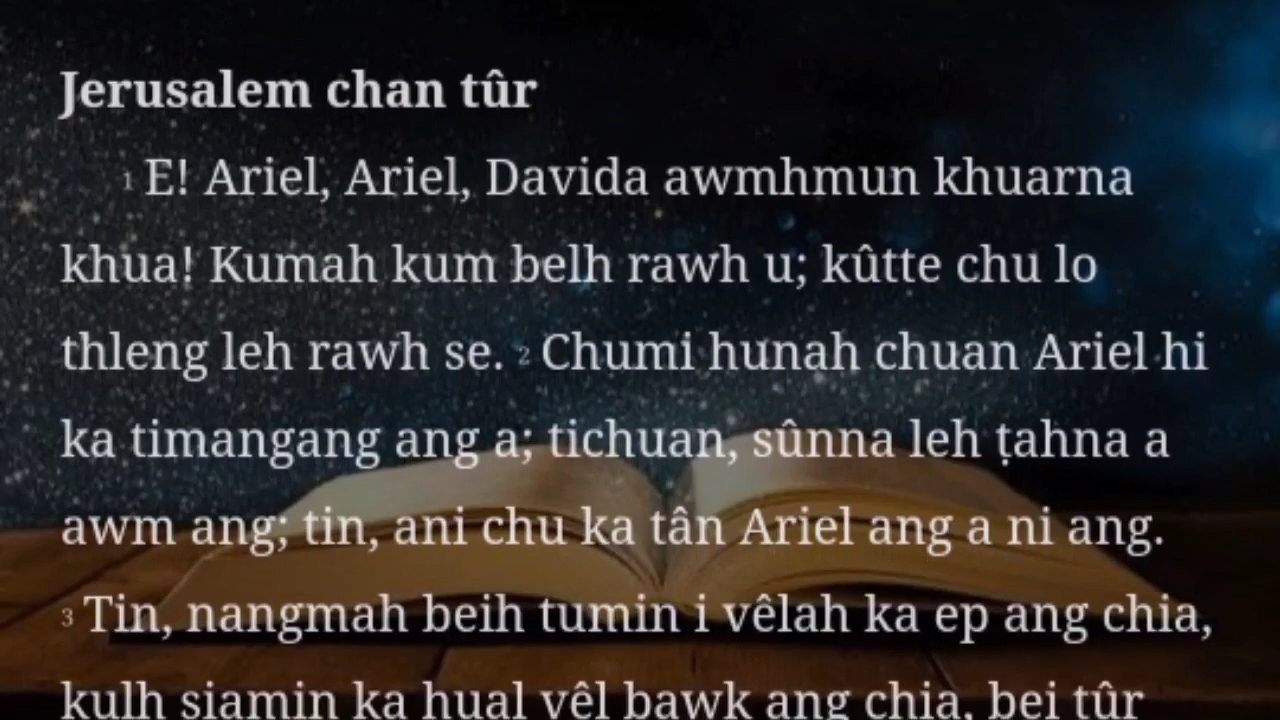 Jerusalem chan tûr
1 E! Ariel, Ariel, Davida awmhmun khuarna
khua! Kumah kum belh rawh u; kûtte chu lo
thleng leh rawh se. 2 Chumi hunah chuan Ariel hi
ka timangang ang a; tichuan, sûnna leh ṭahna a
awm ang; tin, ani chu ka tân Ariel ang a ni ang.
3 Tin, nangmah beih tumin i vêlah ka ep ang chia,
kulh siamin ka hual vêl bawk ang chia, bei tûr